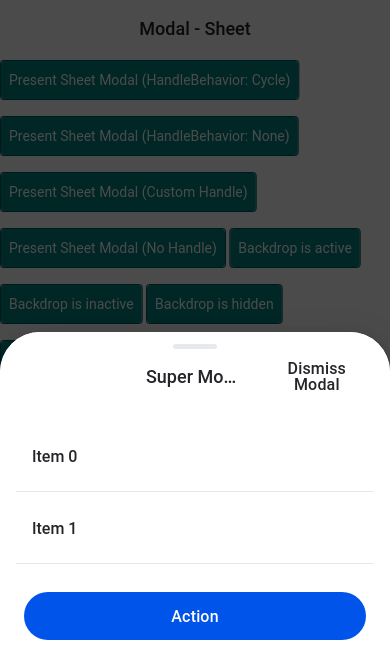 Modal - Sheet
Present Sheet Modal (HandleBehavior: Cycle)
Present Sheet Modal (HandleBehavior: None)
Present Sheet Modal (Custom Handle)
Present Sheet Modal (No Handle) Backdrop is active
Backdrop is inactive Backdrop is hidden
Super Mo...
Dismiss
Modal
Item 0
Item 1
Action